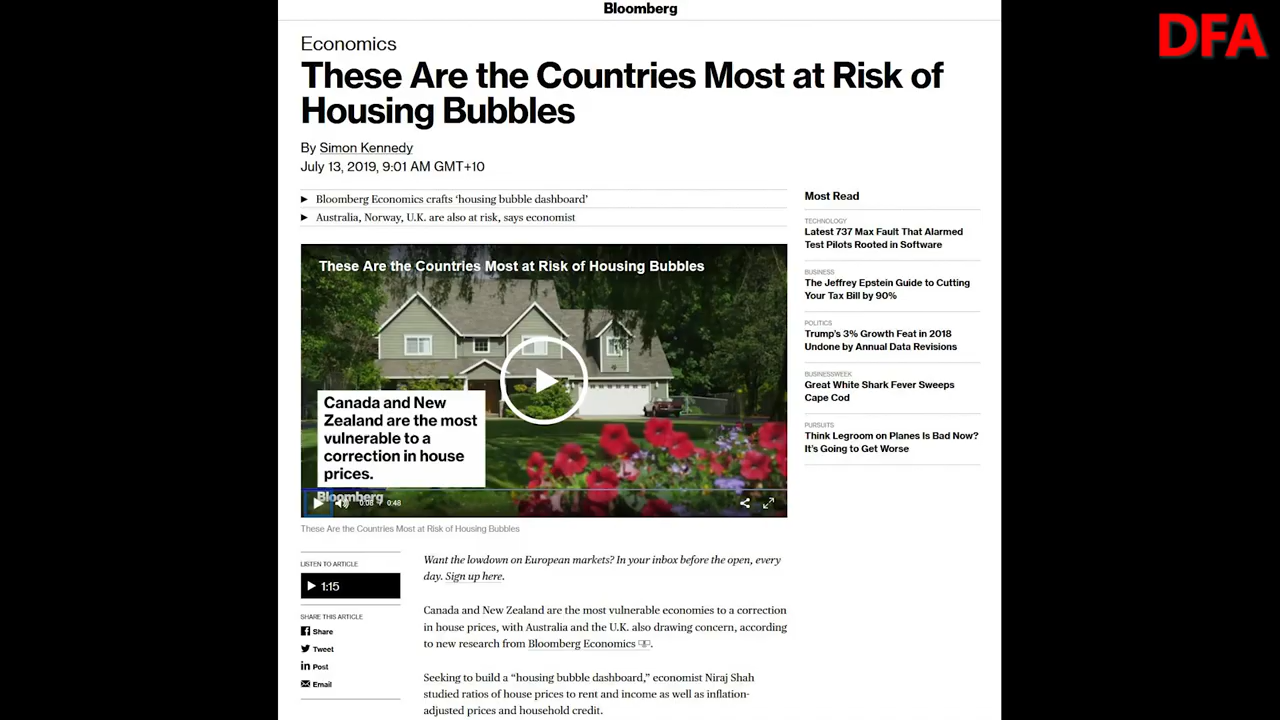 Bloomberg
DFA
Economics
These Are the Countries Most at Risk of
Housing Bubbles
By Simon Kennedy
July 13, 2019, 9:01 AM GMT+10
Bloomberg Economics crafts ‘housing bubble dashboard’
Australia, Norway, U.K. are also at risk, says economist
These Are the Countries Most at Risk of Housing Bubbles
Canada and New
Zealand are the most
vulnerable to a
correction in house
prices.
Bloomberg
0:08 / 0:48
These Are the Countries Most at Risk of Housing Bubbles
LISTEN TO ARTICLE
1:15
SHARE THIS ARTICLE
Share
Tweet
Post
Email
Want the lowdown on European markets? In your inbox before the open, every
day. Sign up here.
Canada and New Zealand are the most vulnerable economies to a correction
in house prices, with Australia and the U.K. also drawing concern, according
to new research from Bloomberg Economics.
Seeking to build a “housing bubble dashboard,” economist Niraj Shah
studied ratios of house prices to rent and income as well as inflation-
adjusted prices and household credit.
Most Read
TECHNOLOGY
Latest 737 Max Fault That Alarmed
Test Pilots Rooted in Software
BUSINESS
The Jeffrey Epstein Guide to Cutting
Your Tax Bill by 90%
POLITICS
Trump's 3% Growth Feat in 2018
Undone by Annual Data Revisions
BUSINESSWEEK
Great White Shark Fever Sweeps
Cape Cod
PURSUITS
Think Legroom on Planes Is Bad Now?
It's Going to Get Worse